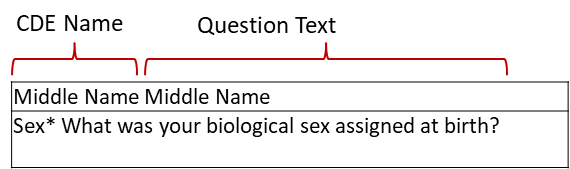 CDE Name Question Text
Middle Name Middle Name
Sex* What was your biological sex assigned at birth?